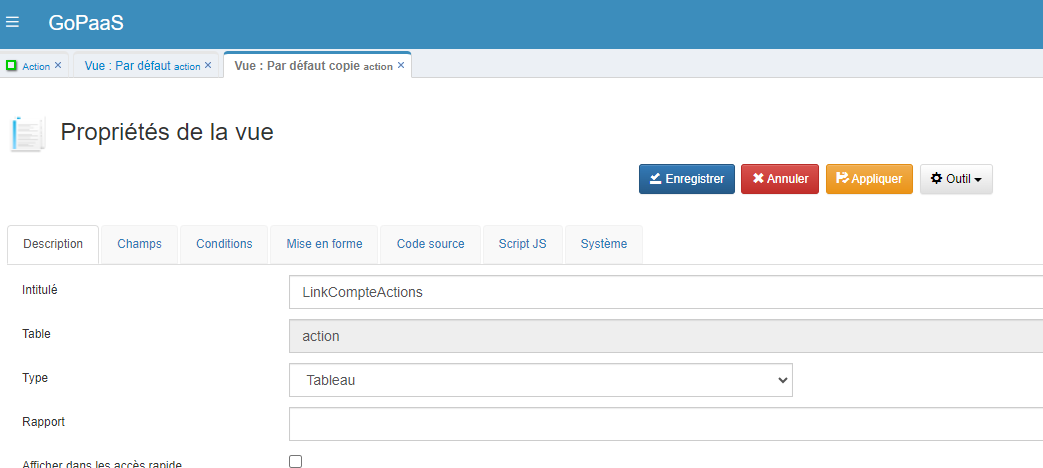 GoPaaS
Action × Vue : Par défaut action × Vue : Par défaut copie action ×
Propriétés de la vue
Enregistrer Annuler Appliquer Outil
Description Champs Conditions Mise en forme Code source Script JS Système
Intitulé LinkCompteActions
Table action
Type Tableau
Rapport
Afficher dans les accès rapide